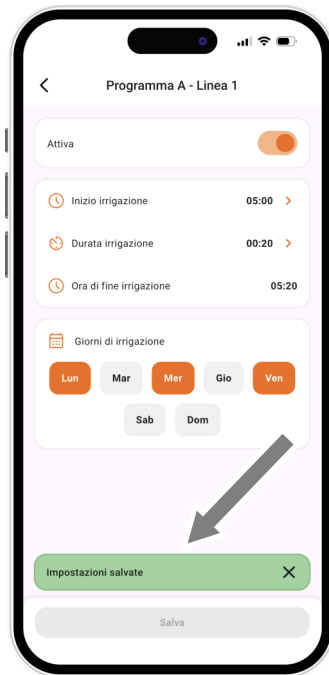 Programma A - Linea 1
Attiva
Inizio irrigazione 05:00
Durata irrigazione 00:20
Ora di fine irrigazione 05:20
Giorni di irrigazione
Lun Mar Mer Gio Ven
Sab Dom
Impostazioni salvate
Salva